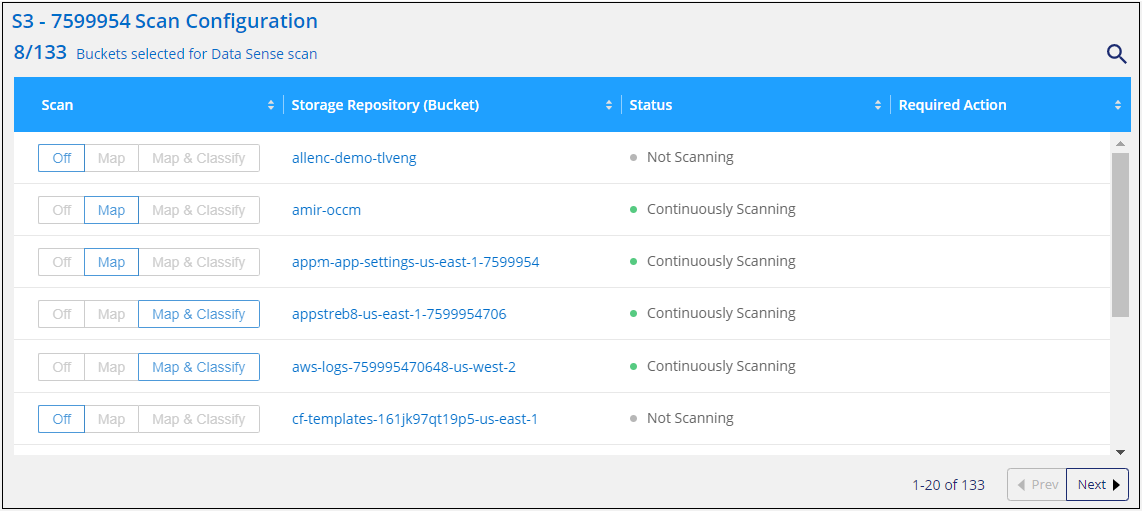 S3 - 7599954 Scan Configuration
8/133 Buckets selected for Data Sense scan
Scan Storage Repository (Bucket) Status Required Action
Off Map Map & Classify allenc-demo-tlveng Not Scanning
Off Map Map & Classify amir-occm Continuously Scanning
Off Map Map & Classify appm-app-settings-us-east-1-7599954 Continuously Scanning
Off Map Map & Classify appstreb8-us-east-1-7599954706 Continuously Scanning
Off Map Map & Classify aws-logs-759995470648-us-west-2 Continuously Scanning
Off Map Map & Classify cf-templates-161jk97qt19p5-us-east-1 Not Scanning
1-20 of 133 Prev Next